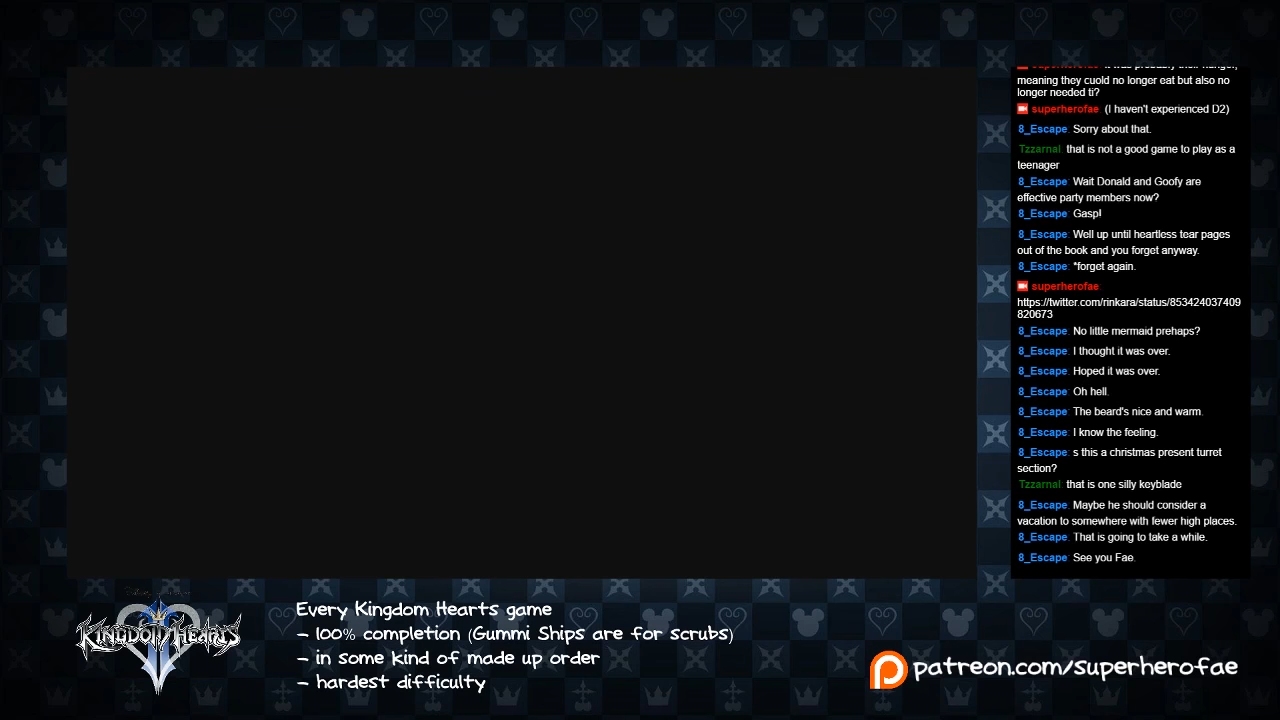 meaning they cuold no longer eat but also no
longer needed ti?
superherofae: (I haven't experienced D2)
8_Escape: Sorry about that.
Tzzarnal: that is not a good game to play as a
teenager
8_Escape: Wait Donald and Goofy are
effective party members now?
8_Escape: Gasp!
8_Escape: Well up until heartless tear pages
out of the book and you forget anyway.
8_Escape: *forget again.
superherofae:
https://twitter.com/rinkara/status/853424037409
820673
8_Escape: No little mermaid prehaps?
8_Escape: I thought it was over.
8_Escape: Hoped it was over.
8_Escape: Oh hell.
8_Escape: The beard's nice and warm.
8_Escape: I know the feeling.
8_Escape: s this a christmas present turret
section?
Tzzarnal: that is one silly keyblade
8_Escape: Maybe he should consider a
vacation to somewhere with fewer high places.
8_Escape: That is going to take a while.
8_Escape: See you Fae.
KINGDOM HEARTS
Every Kingdom Hearts game
- 100% completion (Gummi Ships are for scrubs)
- in some kind of made up order
- hardest difficulty
patreon.com/superherofae